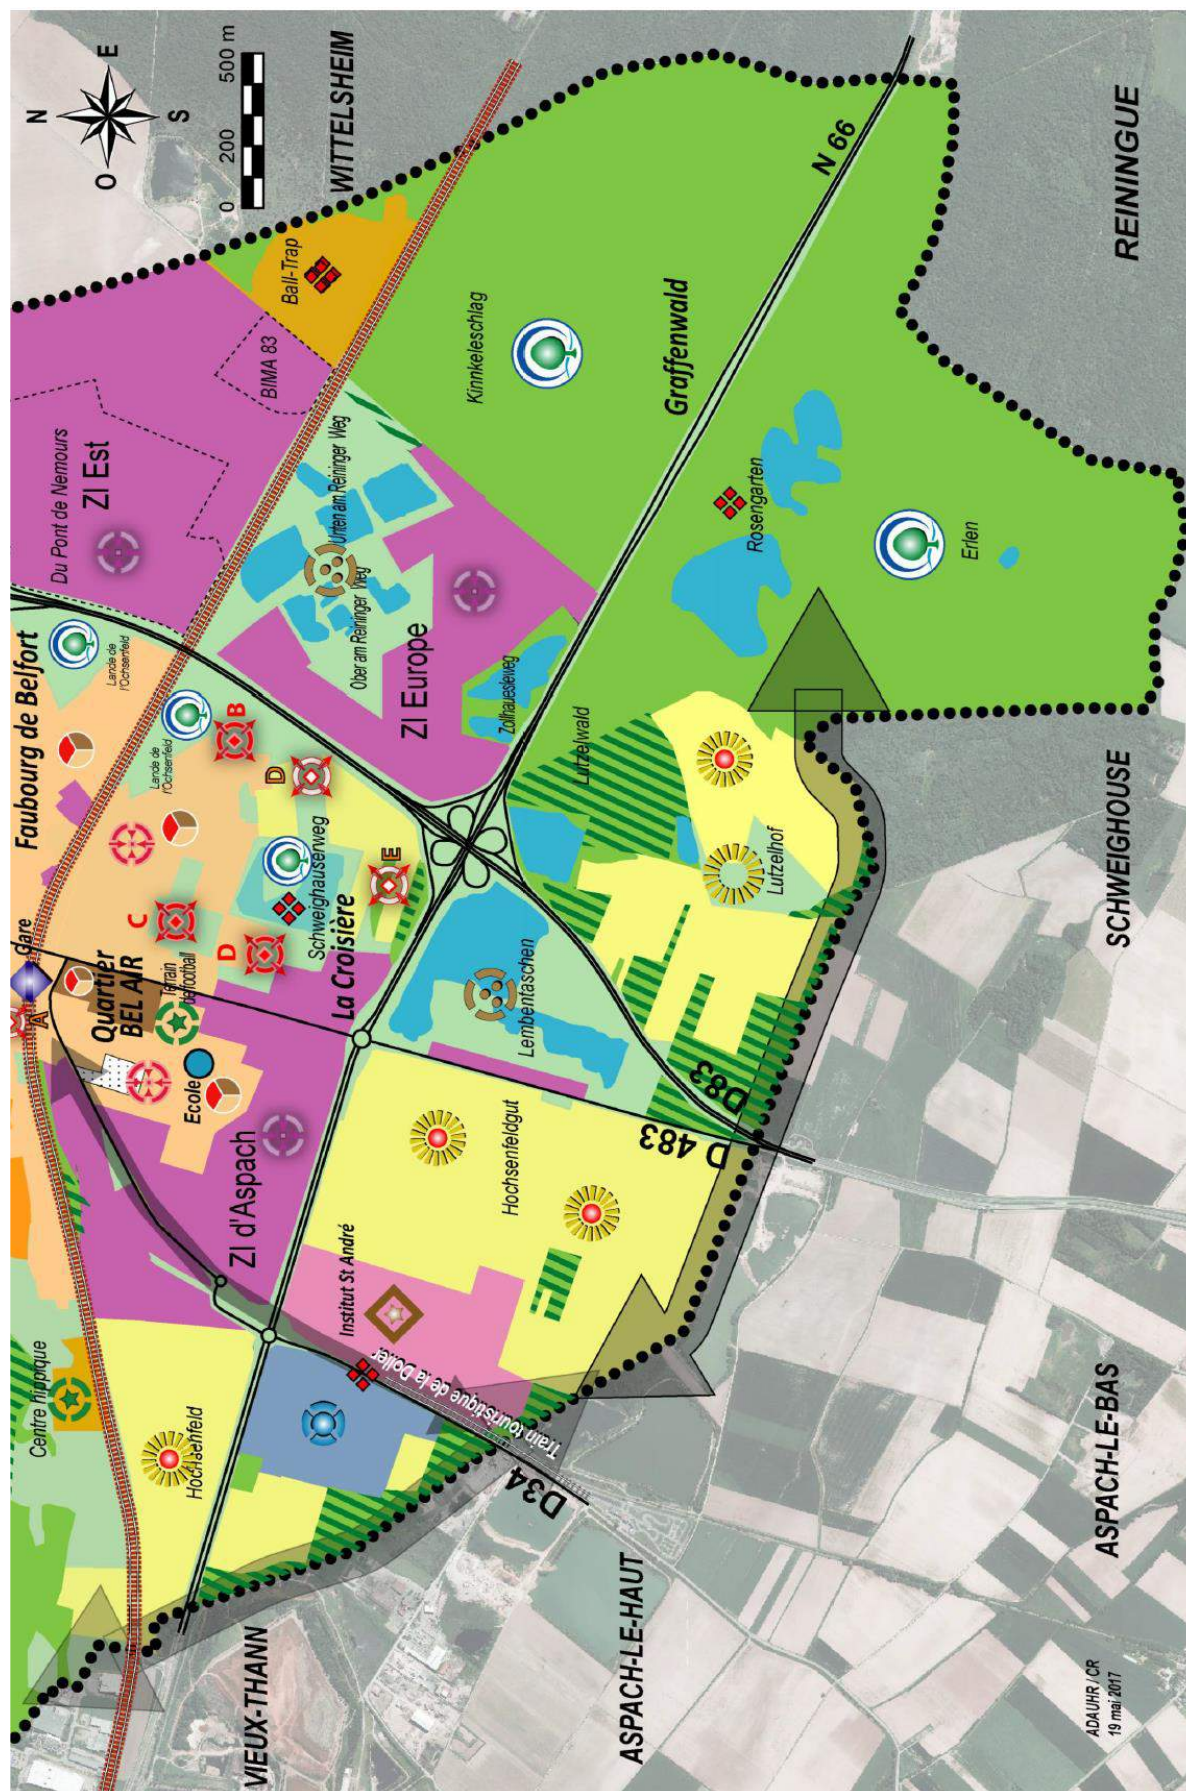 N
E
O
S
0
200
500 m
WITTELSHEIM
Ball-Trap
BIMA 83
Du Pont de Nemours
ZI Est
Kinnkeleschlag
Graffenwald
N 66
REININGUE
Unten am Reininger Weg
Ober am Reininger Weg
ZI Europe
Zollhauesleweg
Rosengarten
Erlen
Faubourg de Belfort
Lande de
l'Ochsenfeld
Lande de
l'Ochsenfeld
B
D
Schweighauserweg
E
La Croisière
C
D
Gare
A
Quartier
BEL AIR
Terrain
de football
Ecole
Lutzelwald
Lutzelhof
Lembentaschen
D83
D 483
SCHWEIGHOUSE
ZI d'Aspach
Hochsenfeldgut
Institut St André
Train touristique de la Doller
Centre hippique
Hochsenfeld
D34
VIEUX-THANN
ASPACH-LE-HAUT
ASPACH-LE-BAS
ADAUHR / CR
19 mai 2017